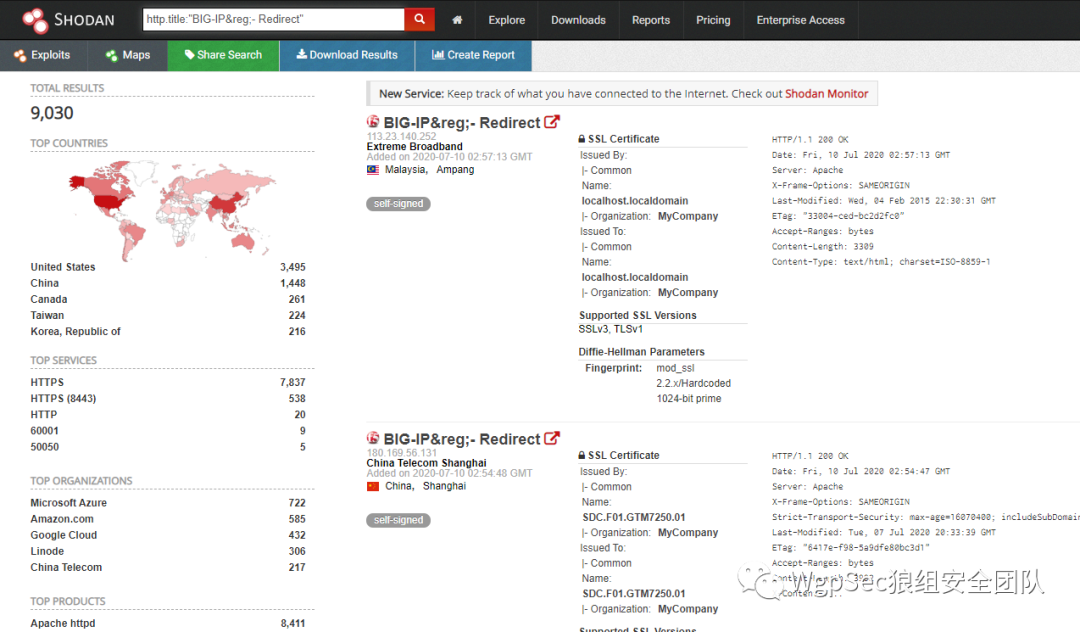 SHODAN
http.title:"BIG-IP&reg;- Redirect"
Explore
Downloads
Reports
Pricing
Enterprise Access
Exploits
Maps
Share Search
Download Results
Create Report
TOTAL RESULTS
9,030
TOP COUNTRIES
United States 3,495
China 1,448
Canada 261
Taiwan 224
Korea, Republic of 216
TOP SERVICES
HTTPS 7,837
HTTPS (8443) 538
HTTP 20
60001 9
50050 5
TOP ORGANIZATIONS
Microsoft Azure 722
Amazon.com 585
Google Cloud 432
Linode 306
China Telecom 217
TOP PRODUCTS
Apache httpd 8,411
New Service: Keep track of what you have connected to the Internet. Check out Shodan Monitor
BIG-IP&reg;- Redirect
113.23.140.252
Extreme Broadband
Added on 2020-07-10 02:57:13 GMT
Malaysia, Ampang
self-signed
SSL Certificate
Issued By:
|- Common
Name:
localhost.localdomain
|- Organization: MyCompany
Issued To:
|- Common
Name:
localhost.localdomain
|- Organization: MyCompany
Supported SSL Versions
SSLv3, TLSv1
Diffie-Hellman Parameters
Fingerprint: mod_ssl
2.2.x/Hardcoded
1024-bit prime
HTTP/1.1 200 OK
Date: Fri, 10 Jul 2020 02:57:13 GMT
Server: Apache
X-Frame-Options: SAMEORIGIN
Last-Modified: Wed, 04 Feb 2015 22:30:31 GMT
ETag: "33004-ced-bc2d2fc0"
Accept-Ranges: bytes
Content-Length: 3309
Content-Type: text/html; charset=ISO-8859-1
BIG-IP&reg;- Redirect
180.169.56.131
China Telecom Shanghai
Added on 2020-07-10 02:54:48 GMT
China, Shanghai
self-signed
SSL Certificate
Issued By:
|- Common
Name:
SDC.F01.GTM7250.01
|- Organization: MyCompany
Issued To:
|- Common
Name:
SDC.F01.GTM7250.01
|- Organization: MyCompany
Supported SSL Versions
HTTP/1.1 200 OK
Date: Fri, 10 Jul 2020 02:54:47 GMT
Server: Apache
X-Frame-Options: SAMEORIGIN
Strict-Transport-Security: max-age=16070400; includeSubDomain
Last-Modified: Tue, 07 Jul 2020 20:33:39 GMT
ETag: "6417e-f98-5a9dfe80bc3d1"
Accept-Ranges: bytes
WgpSec狼组安全团队